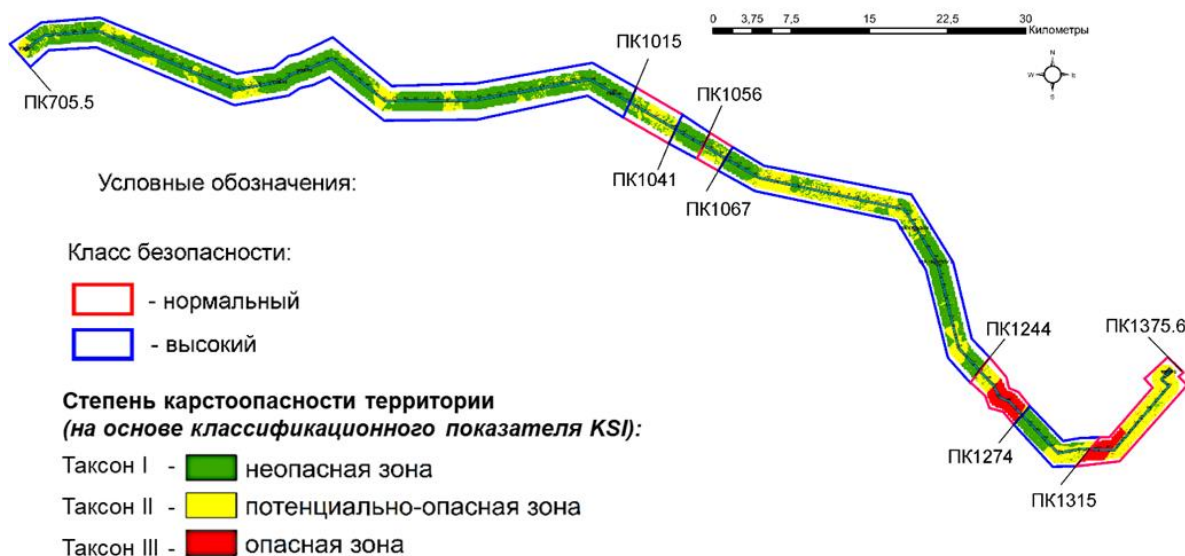 0 3,75 7,5 15 22,5 30
Километры
N
W E
S
ПК705.5
ПК1015
ПК1056
ПК1041
ПК1067
ПК1244
ПК1375.6
ПК1274
ПК1315
Условные обозначения:
Класс безопасности:
- нормальный
- высокий
Степень карстоопасности территории
(на основе классификационного показателя KSI):
Таксон I - неопасная зона
Таксон II - потенциально-опасная зона
Таксон III - опасная зона